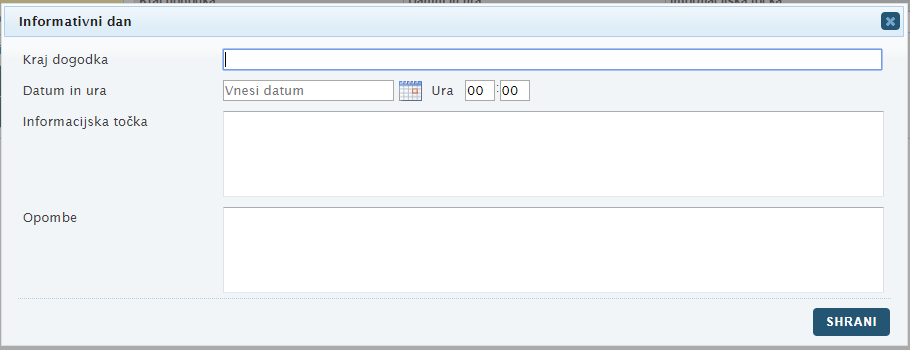 Informativni dan
Kraj dogodka
Datum in ura Vnesi datum Ura 00 : 00
Informacijska točka
Opombe
SHRANI